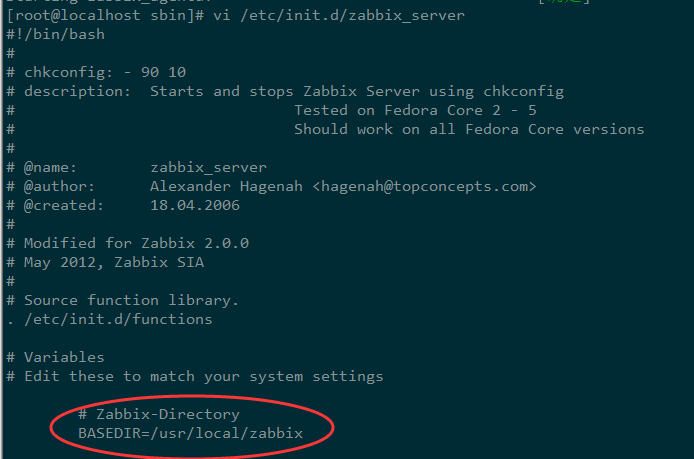 [root@localhost sbin]# vi /etc/init.d/zabbix_server
#!/bin/bash
#
# chkconfig: - 90 10
# description:  Starts and stops Zabbix Server using chkconfig
#                               Tested on Fedora Core 2 - 5
#                               Should work on all Fedora Core versions
#
# @name:        zabbix_server
# @author:      Alexander Hagenah <hagenah@topconcepts.com>
# @created:     18.04.2006
#
# Modified for Zabbix 2.0.0
# May 2012, Zabbix SIA
#
# Source function library.
. /etc/init.d/functions

# Variables
# Edit these to match your system settings

        # Zabbix-Directory
        BASEDIR=/usr/local/zabbix